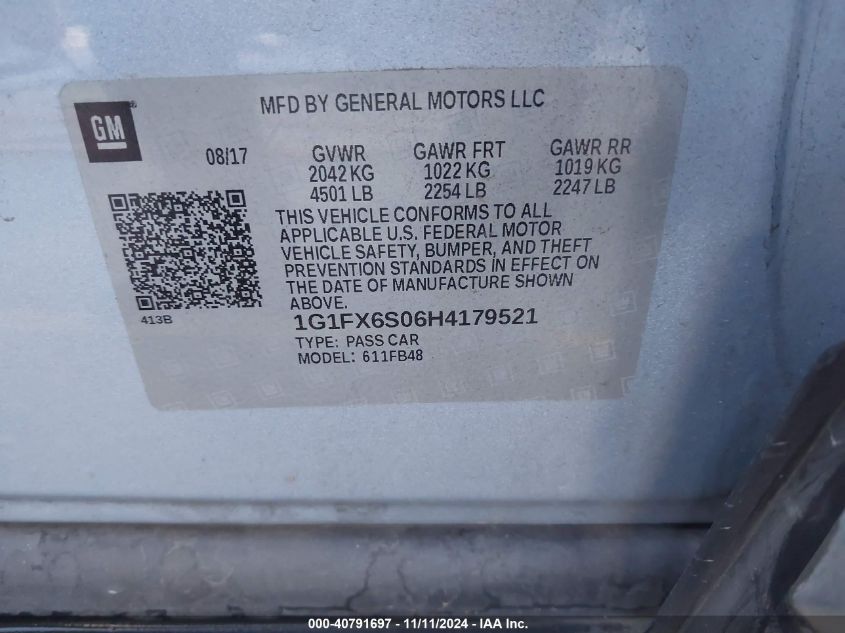 MFD BY GENERAL MOTORS LLC
GM
08/17
GVWR GAWR FRT GAWR RR
2042 KG 1022 KG 1019 KG
4501 LB 2254 LB 2247 LB
THIS VEHICLE CONFORMS TO ALL
APPLICABLE U.S. FEDERAL MOTOR
VEHICLE SAFETY, BUMPER, AND THEFT
PREVENTION STANDARDS IN EFFECT ON
THE DATE OF MANUFACTURE SHOWN
ABOVE.
413B
1G1FX6S06H4179521
TYPE: PASS CAR
MODEL: 611FB48
000-40791697 - 11/11/2024 - IAA Inc.